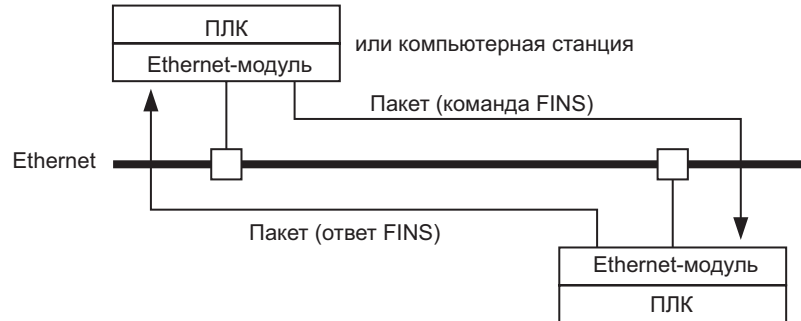 ПЛК
или компьютерная станция
Ethernet-модуль
Пакет (команда FINS)
Ethernet
Пакет (ответ FINS)
Ethernet-модуль
ПЛК